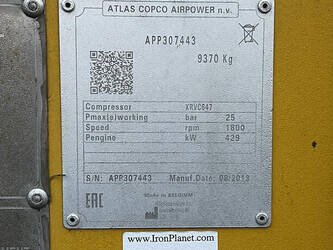 ATLAS COPCO AIRPOWER n.v.
APP307443
9370 Kg
Compressor XRVC647
Pmax(e)working bar 25
Speed rpm 1800
Pengine kW 429
S/N: APP307443 Manuf.Date: 08/2013
EAC
Made in BELGIUM
www.IronPlanet.com